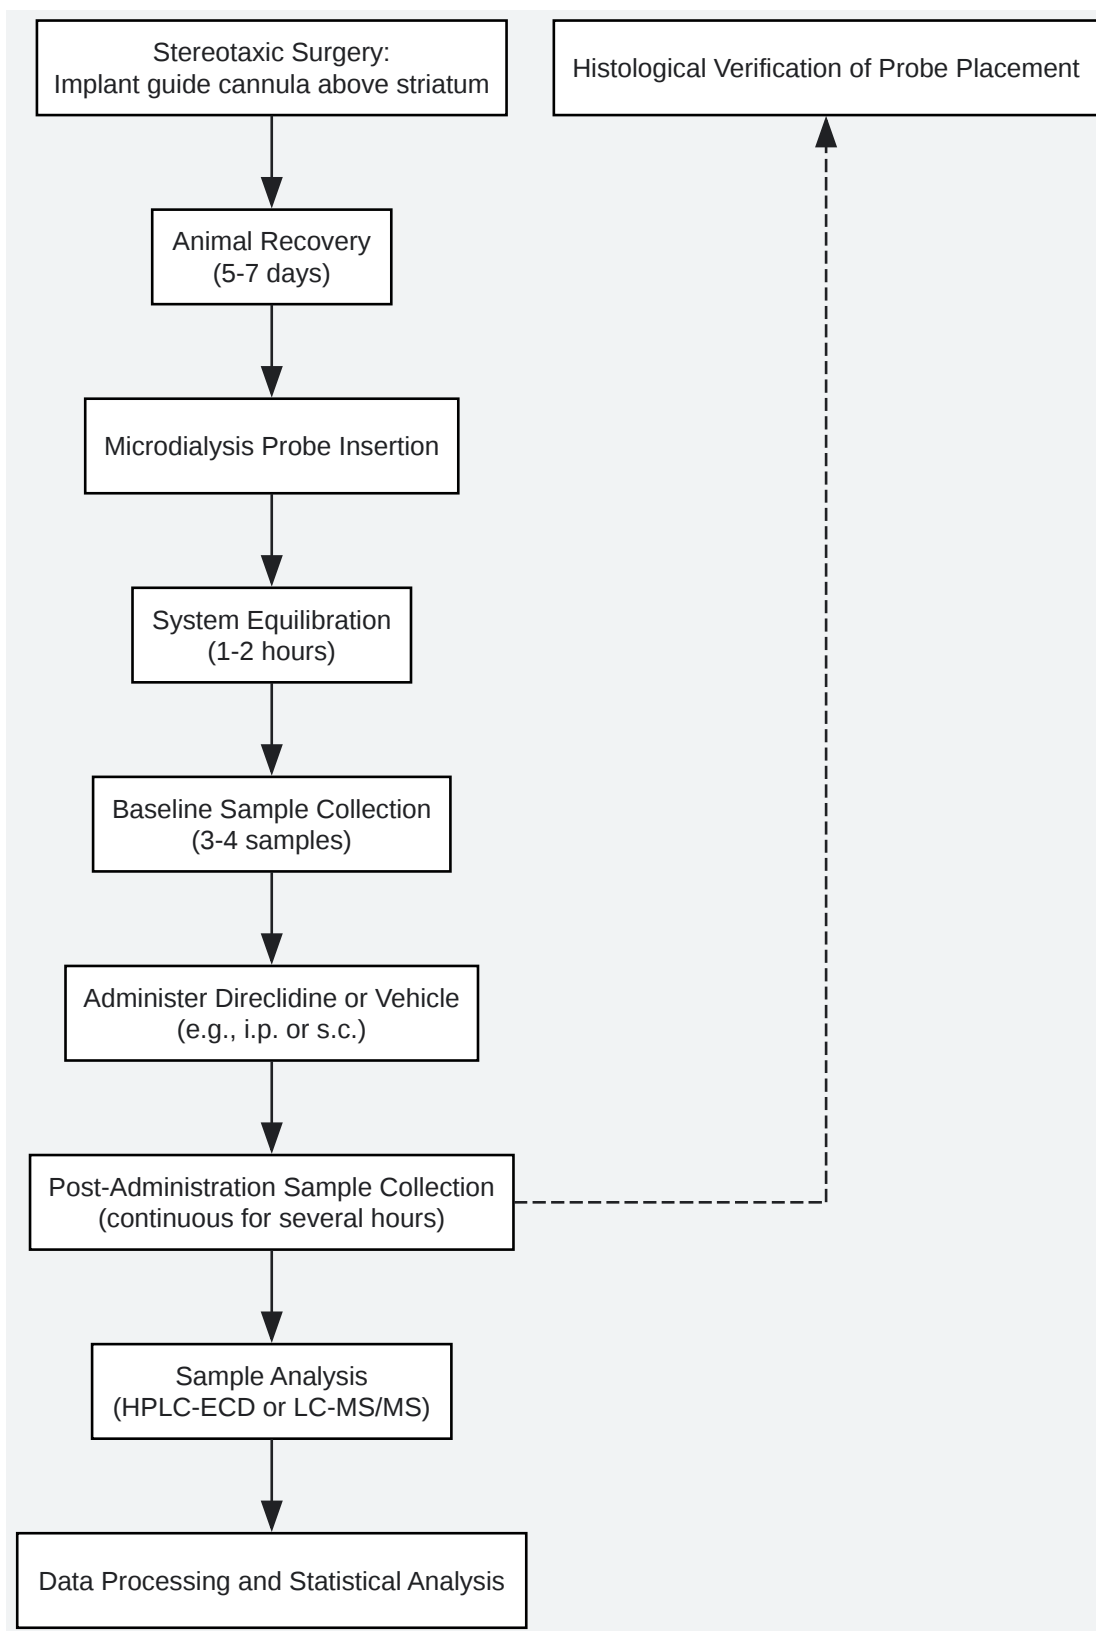 Stereotaxic Surgery:
Implant guide cannula above striatum
Histological Verification of Probe Placement
Animal Recovery
(5-7 days)
Microdialysis Probe Insertion
System Equilibration
(1-2 hours)
Baseline Sample Collection
(3-4 samples)
Administer Direclidine or Vehicle
(e.g., i.p. or s.c.)
Post-Administration Sample Collection
(continuous for several hours)
Sample Analysis
(HPLC-ECD or LC-MS/MS)
Data Processing and Statistical Analysis